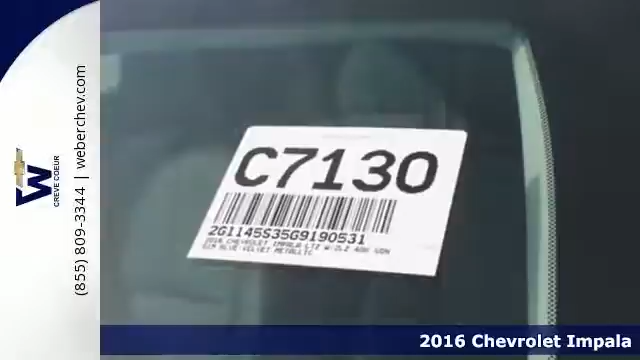 W
CREVE COEUR
(855) 809-3344 | weberchev.com
C7130
2G1145S35G9190531
2016 CHEVROLET IMPALA LTZ W/2LZ 4DR SDN
BLUE VELVET METALLIC
2016 Chevrolet Impala